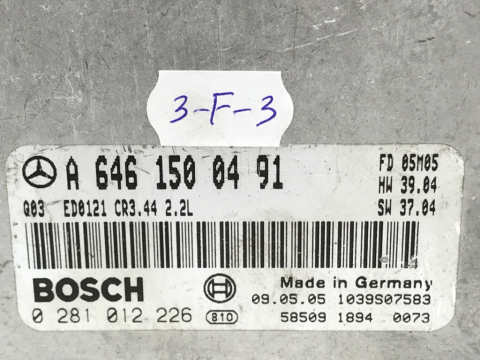 3-F-3
A 646 150 04 91 FD 05M05
HW 39.04
Q03 ED0121 CR3.44 2.2L SW 37.04
BOSCH Made in Germany
09.05.05 1039S07583
0 281 012 226 810 58509 1894 0073